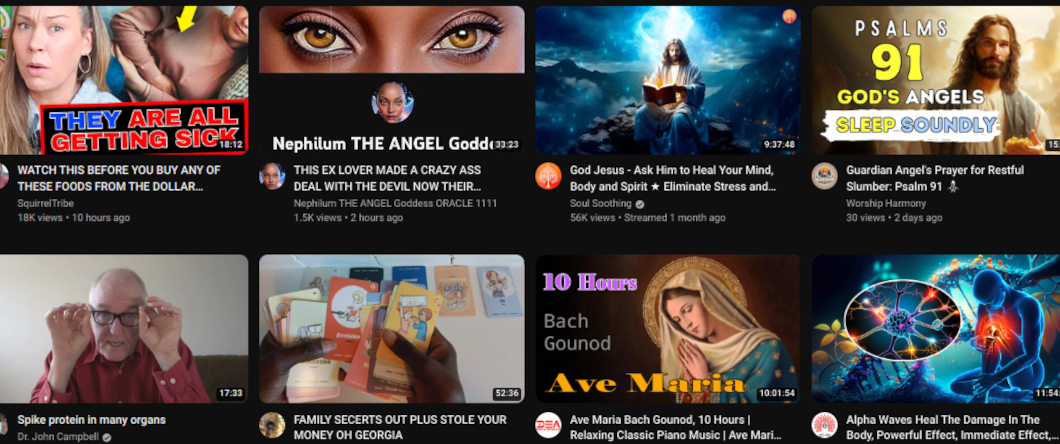 THEY ARE ALL
GETTING SICK
18:12
Nephilum THE ANGEL Godde
33:23
9:37:48
PSALMS
91
GOD'S ANGELS
SLEEP SOUNDLY
15:
WATCH THIS BEFORE YOU BUY ANY OF
THESE FOODS FROM THE DOLLAR...
SquirrelTribe
18K views • 10 hours ago
THIS EX LOVER MADE A CRAZY ASS
DEAL WITH THE DEVIL NOW THEIR...
Nephilum THE ANGEL Goddess ORACLE 1111
1.5K views • 2 hours ago
God Jesus - Ask Him to Heal Your Mind,
Body and Spirit ★ Eliminate Stress and...
Soul Soothing
56K views • Streamed 1 month ago
Guardian Angel's Prayer for Restful
Slumber: Psalm 91
Worship Harmony
30 views • 2 days ago
17:33
52:36
10 Hours
Bach
Gounod
Ave Maria
10:01:54
11:54:
Spike protein in many organs
Dr. John Campbell
FAMILY SECERTS OUT PLUS STOLE YOUR
MONEY OH GEORGIA
DEA
Ave Maria Bach Gounod, 10 Hours |
Relaxing Classic Piano Music | Ave Mari...
Alpha Waves Heal The Damage In The
Body, Powerful Effect, Immediate Effect